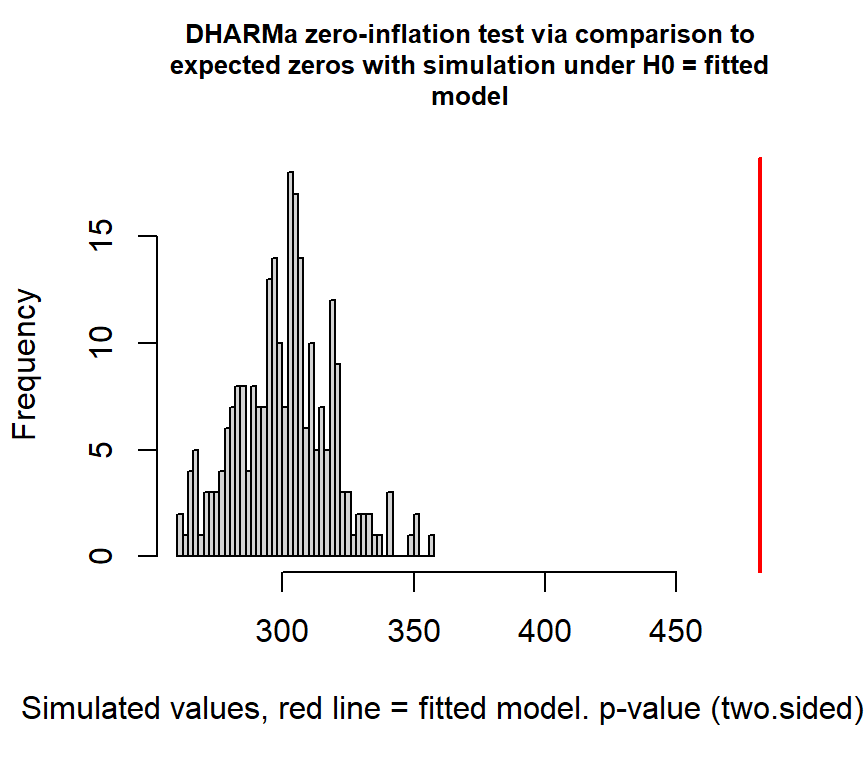 DHARMa zero-inflation test via comparison to
expected zeros with simulation under H0 = fitted
model
Frequency
15
10
5
0
300 350 400 450
Simulated values, red line = fitted model. p-value (two.sided)